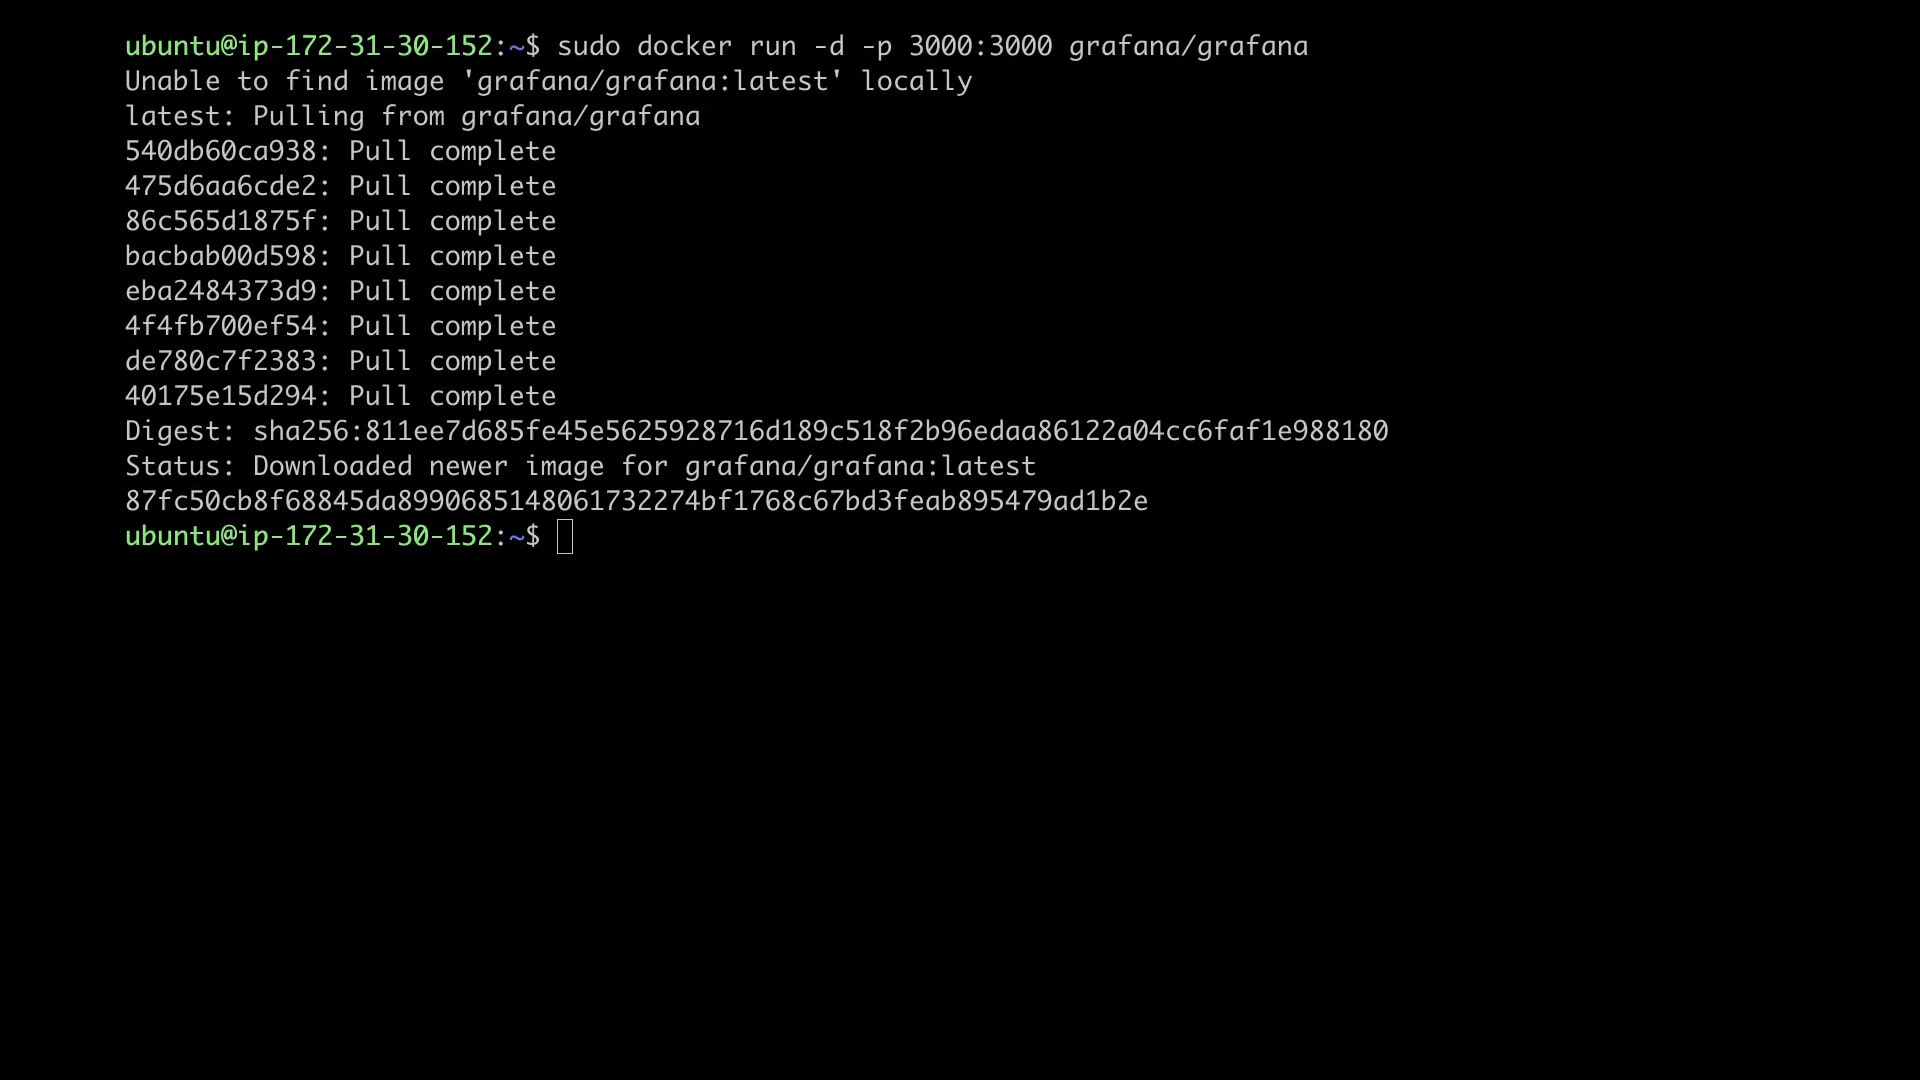 ubuntu@ip-172-31-30-152:~$ sudo docker run -d -p 3000:3000 grafana/grafana
Unable to find image 'grafana/grafana:latest' locally
latest: Pulling from grafana/grafana
540db60ca938: Pull complete
475d6aa6cde2: Pull complete
86c565d1875f: Pull complete
bacbab00d598: Pull complete
eba2484373d9: Pull complete
4f4fb700ef54: Pull complete
de780c7f2383: Pull complete
40175e15d294: Pull complete
Digest: sha256:811ee7d685fe45e5625928716d189c518f2b96edaa86122a04cc6faf1e988180
Status: Downloaded newer image for grafana/grafana:latest
87fc50cb8f68845da8990685148061732274bf1768c67bd3feab895479ad1b2e
ubuntu@ip-172-31-30-152:~$